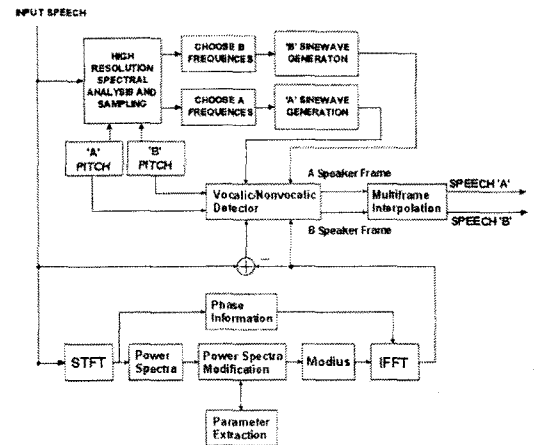 INPUT SPEECH
HIGH
RESOLUTION
SPECTRAL
ANALYSIS AND
SAMPLING
CHOOSE B
FREQUENCES
'B' SINEWAVE
GENERATON
CHOOSE A
FREQUENCES
'A' SINEWAVE
GENERATION
'A'
PITCH
'B'
PITCH
Vocalic/Nonvocalic
Detector
A Speaker Frame
B Speaker Frame
Multiframe
Interpolation
SPEECH 'A'
SPEECH 'B'
+
−
Phase
Information
STFT
Power
Spectra
Power Spectra
Modification
Modius
IFFT
Parameter
Extraction